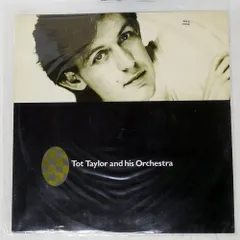 Tot Taylor and his Orchestra